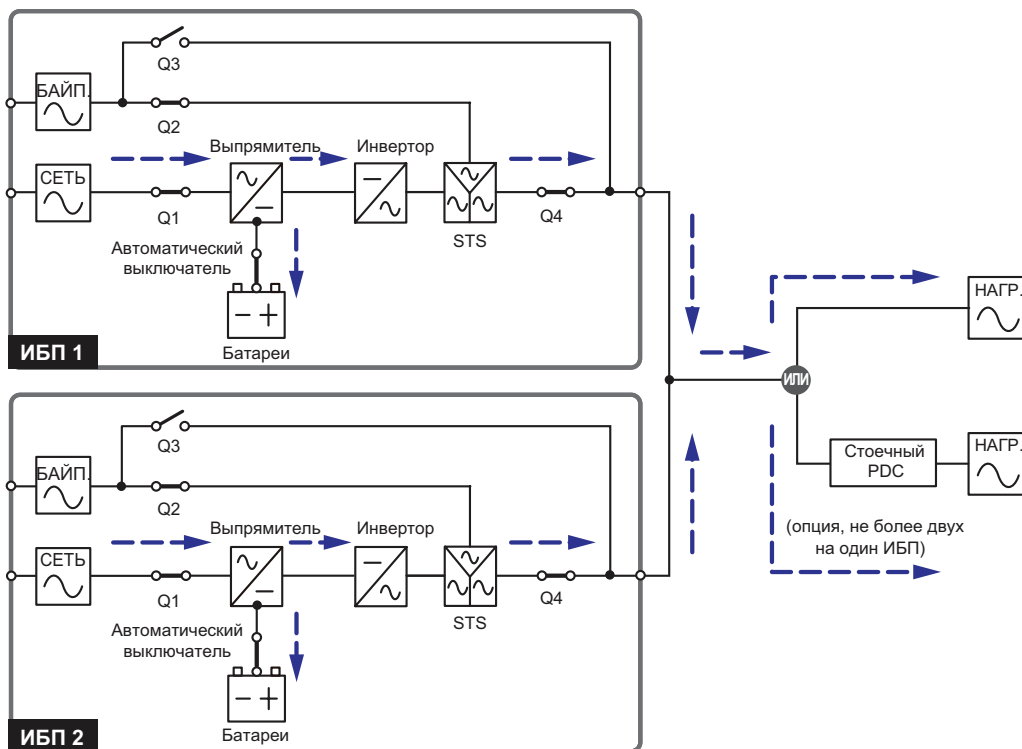 Q3
БАЙП.
Q2
Выпрямитель
Инвертор
СЕТЬ
Q1
STS
Q4
Автоматический
выключатель
Батареи
ИБП 1
НАГР.
ИЛИ
Q3
БАЙП.
Q2
Стоечный
PDC
НАГР.
Выпрямитель
Инвертор
(опция, не более двух
на один ИБП)
СЕТЬ
Q1
STS
Q4
Автоматический
выключатель
Батареи
ИБП 2